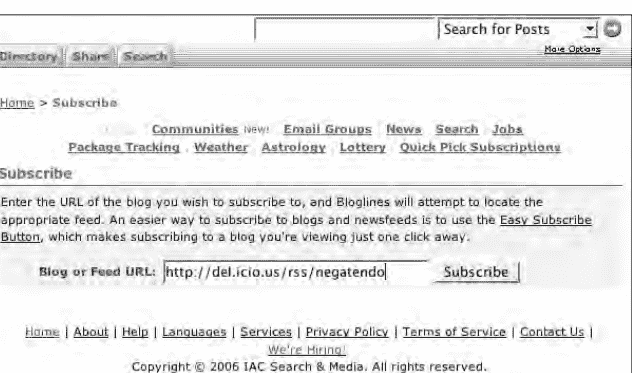 Search for Posts
More Options
Directory Share Search
Home > Subscribe
Communities New! Email Groups News Search Jobs
Package Tracking Weather Astrology Lottery Quick Pick Subscriptions
Subscribe
Enter the URL of the blog you wish to subscribe to, and Bloglines will attempt to locate the
appropriate feed. An easier way to subscribe to blogs and newsfeeds is to use the Easy Subscribe
Button, which makes subscribing to a blog you're viewing just one click away.
Blog or Feed URL: http://del.icio.us/rss/negatendo Subscribe
Home | About | Help | Languages | Services | Privacy Policy | Terms of Service | Contact Us |
We're Hiring!
Copyright © 2006 IAC Search & Media. All rights reserved.